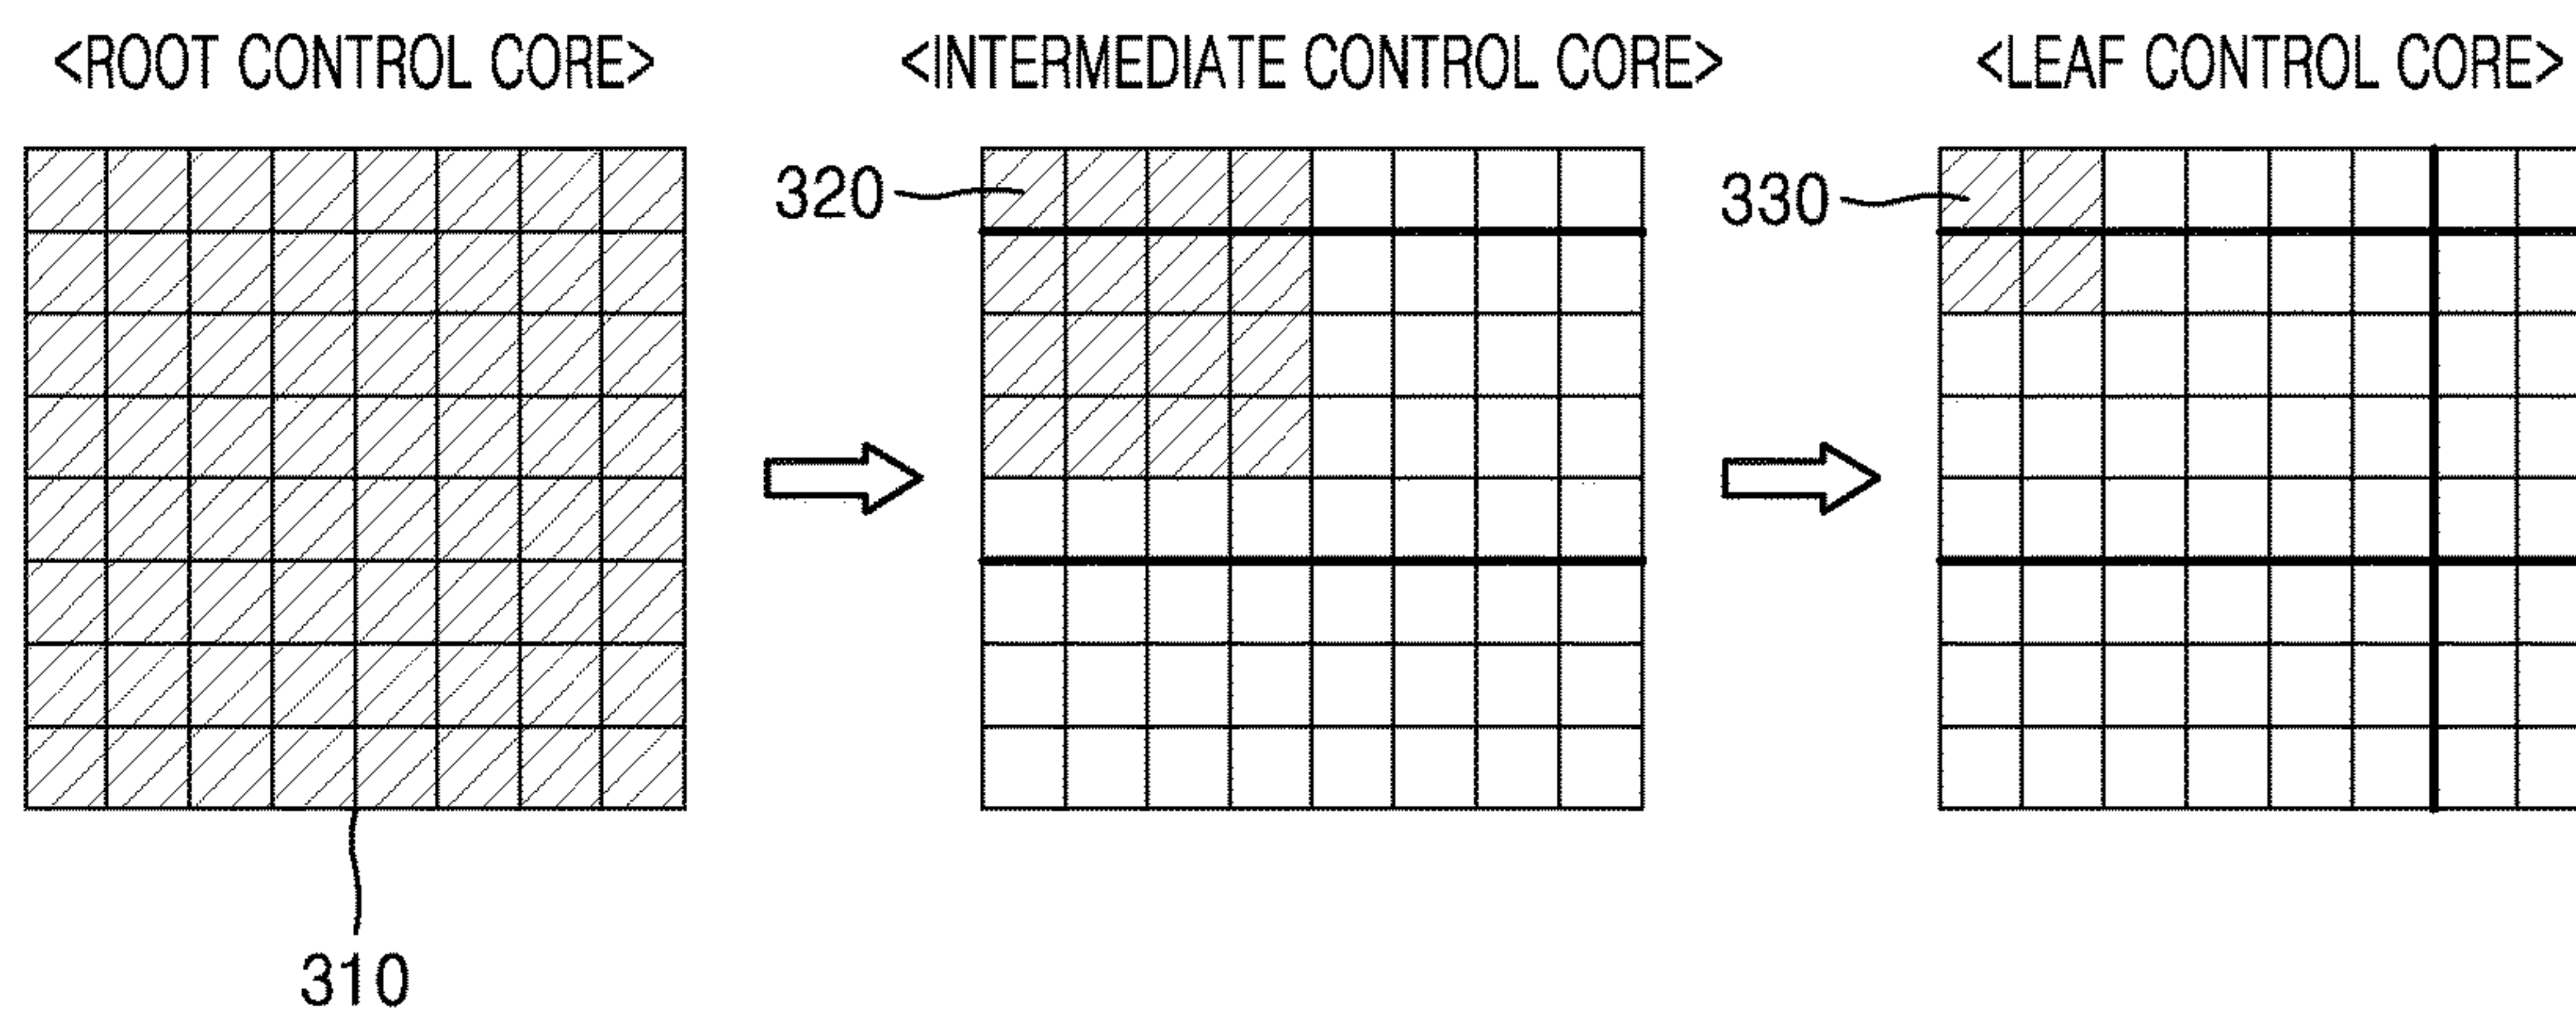 <ROOT CONTROL CORE>
<INTERMEDIATE CONTROL CORE>
<LEAF CONTROL CORE>
320
330
310